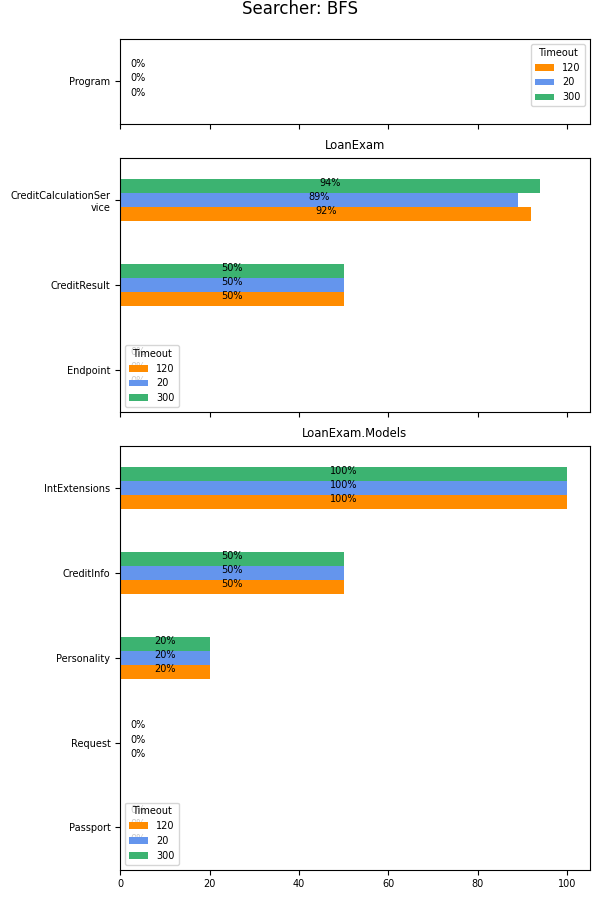 Searcher: BFS
Program
0%
0%
0%
Timeout
120
20
300
LoanExam
CreditCalculationSer
vice
94%
89%
92%
CreditResult
50%
50%
50%
Endpoint
Timeout
120
20
300
LoanExam.Models
IntExtensions
100%
100%
100%
CreditInfo
50%
50%
50%
Personality
20%
20%
20%
Request
0%
0%
0%
Passport
Timeout
120
20
300
0 20 40 60 80 100